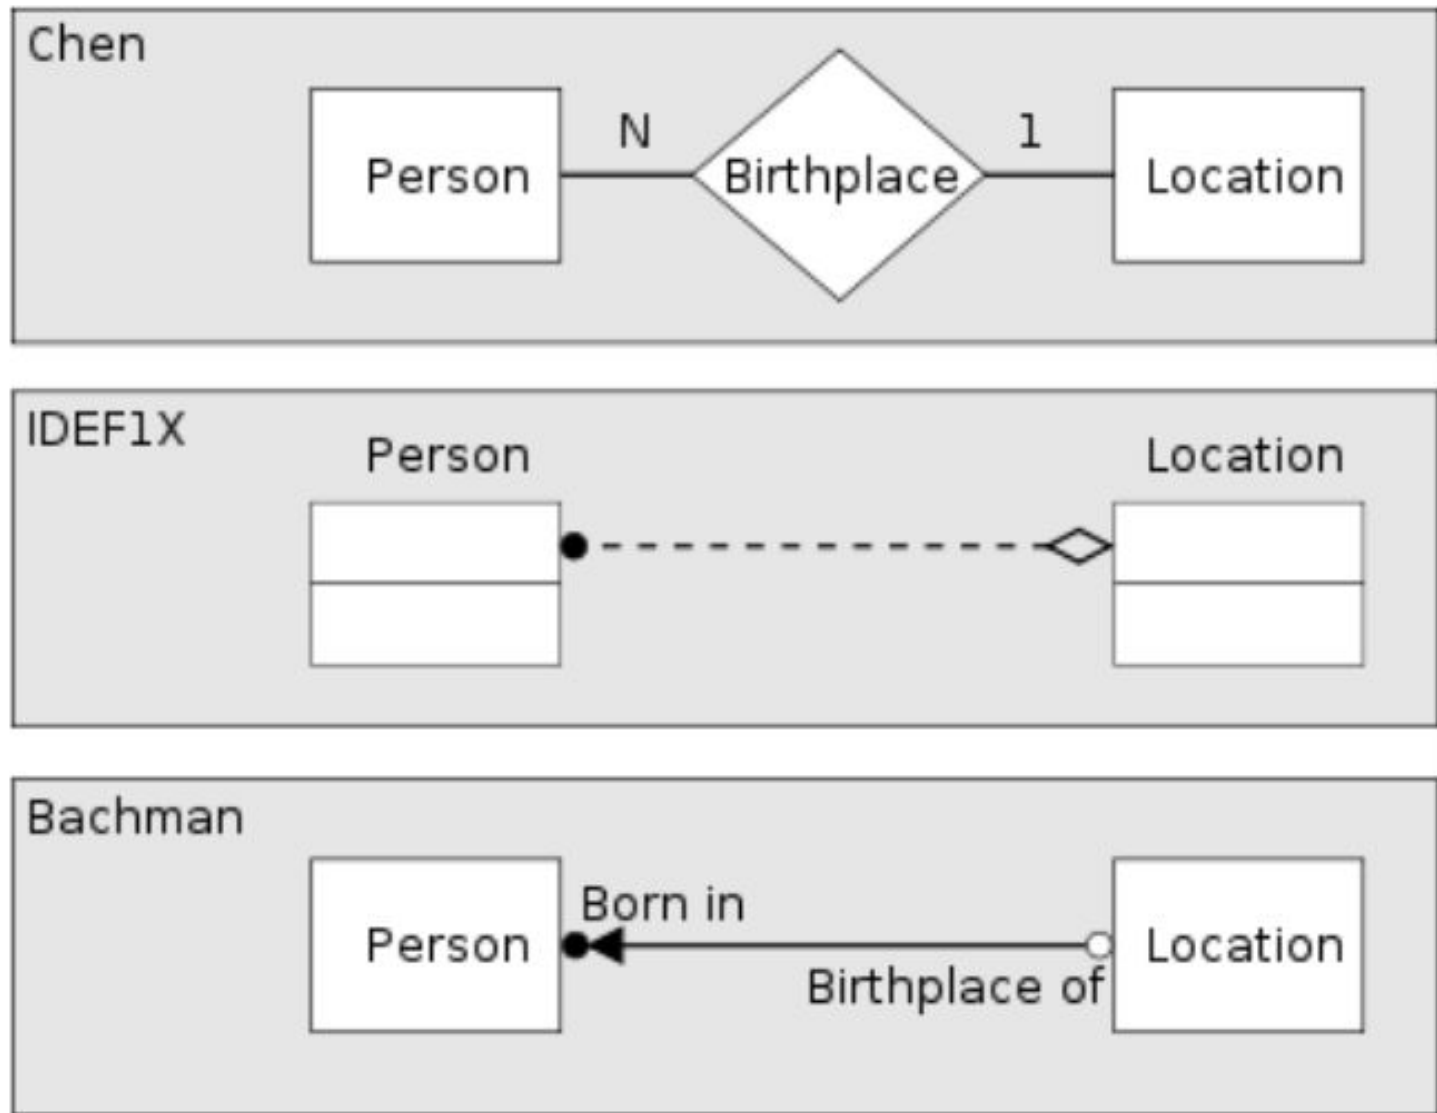 Chen
Person
N
Birthplace
1
Location
IDEF1X
Person
Location
Bachman
Person
Born in
Birthplace of
Location